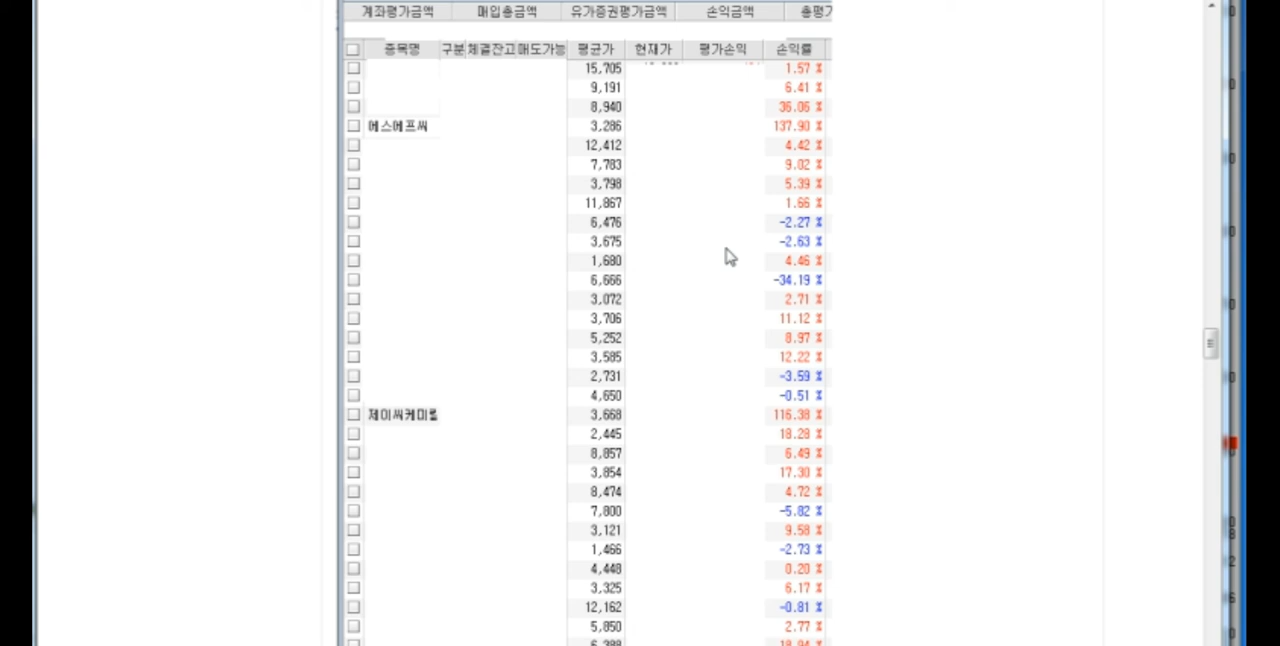 계좌평가금액 매입총금액 유가증권평가금액 손익금액 총평가
종목명 구분 체결잔고 매도가능 평균가 현재가 평가손익 손익률
15,705 1.57 %
9,191 6.41 %
8,940 36.06 %
에스에프씨 3,286 137.90 %
12,412 4.42 %
7,783 9.02 %
3,798 5.39 %
11,867 1.66 %
6,476 -2.27 %
3,675 -2.63 %
1,680 4.46 %
6,666 -34.19 %
3,072 2.71 %
3,706 11.12 %
5,252 8.97 %
3,585 12.22 %
2,731 -3.59 %
4,650 -0.51 %
제이씨케미칼 3,668 116.38 %
2,445 18.28 %
8,857 6.49 %
3,854 17.30 %
8,474 4.72 %
7,800 -5.82 %
3,121 9.58 %
1,466 -2.73 %
4,448 0.20 %
3,325 6.17 %
12,162 -0.81 %
5,850 2.77 %